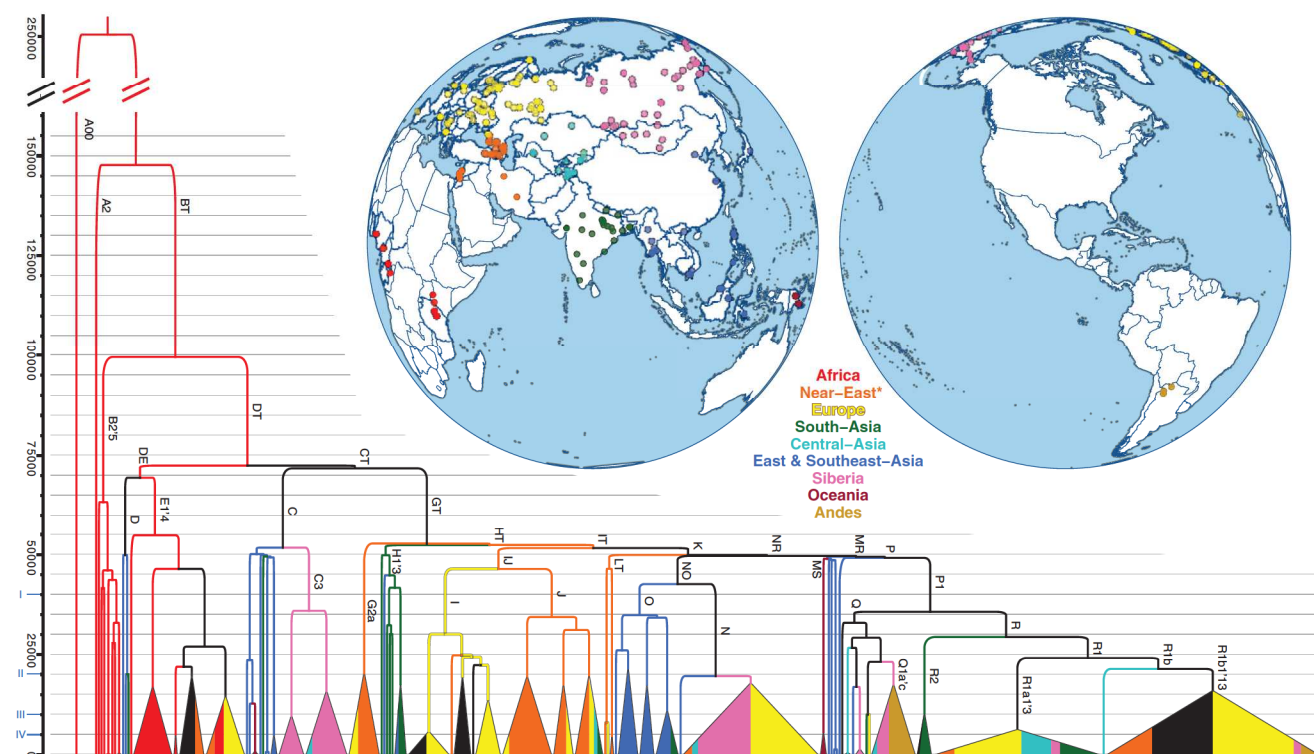 250000
150000
125000
100000
75000
50000
25000
0
I
II
III
IV
A00
A2
BT
B2'5
DT
DE
CT
E1'4
D
C
GT
C3
HT
IT
K
NR
MR
P
H1'3
IJ
LT
NO
MS
P1
G2a
I
J
O
N
Q
R
Q1a'c
R2
R1
R1b
R1b1'13
R1a1'3
Africa
Near−East*
Europe
South−Asia
Central−Asia
East & Southeast−Asia
Siberia
Oceania
Andes